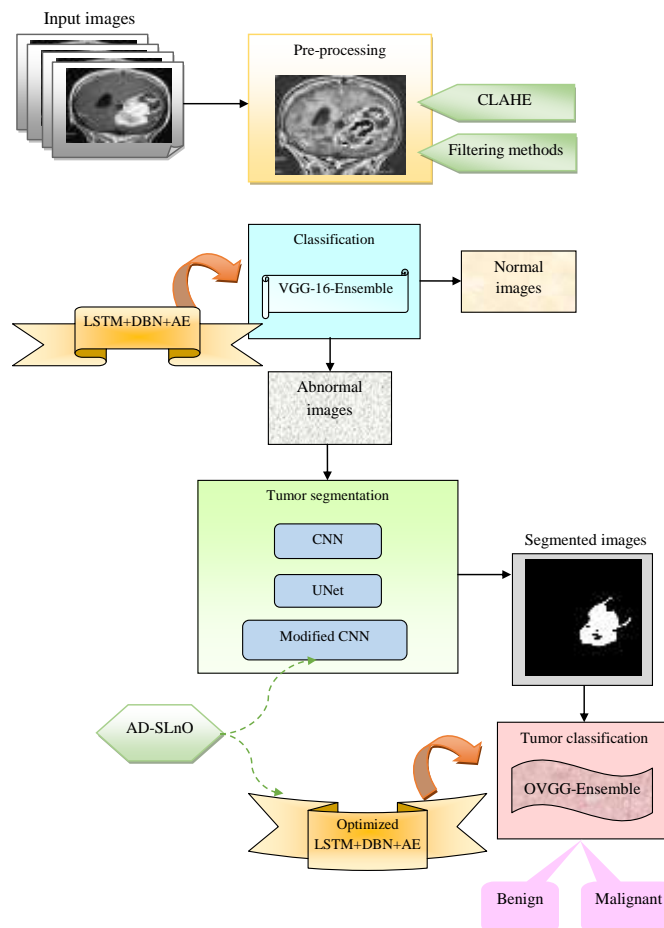 Input images
Pre-processing
CLAHE
Filtering methods
Classification
VGG-16-Ensemble
Normal
images
LSTM+DBN+AE
Abnormal
images
Tumor segmentation
CNN
UNet
Modified CNN
Segmented images
AD-SLnO
Tumor classification
OVGG-Ensemble
Optimized
LSTM+DBN+AE
Benign
Malignant